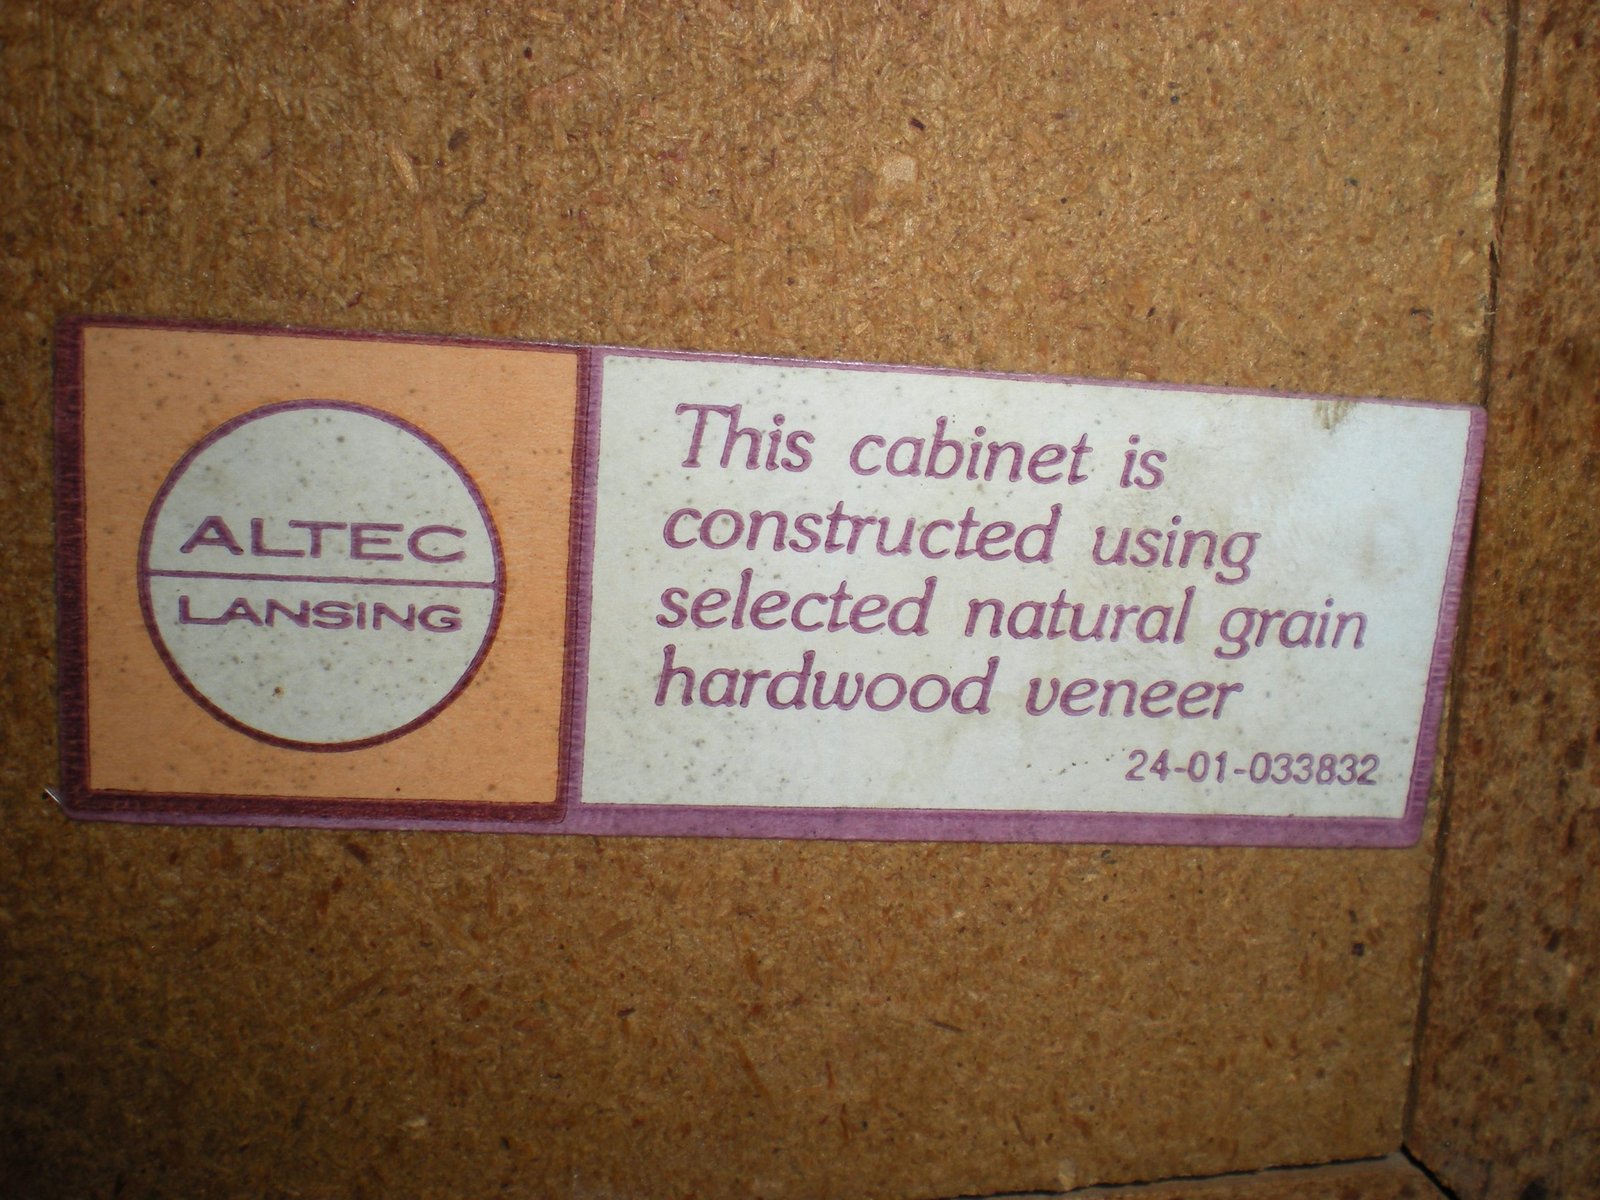 ALTEC
LANSING
This cabinet is
constructed using
selected natural grain
hardwood veneer
24-01-033832